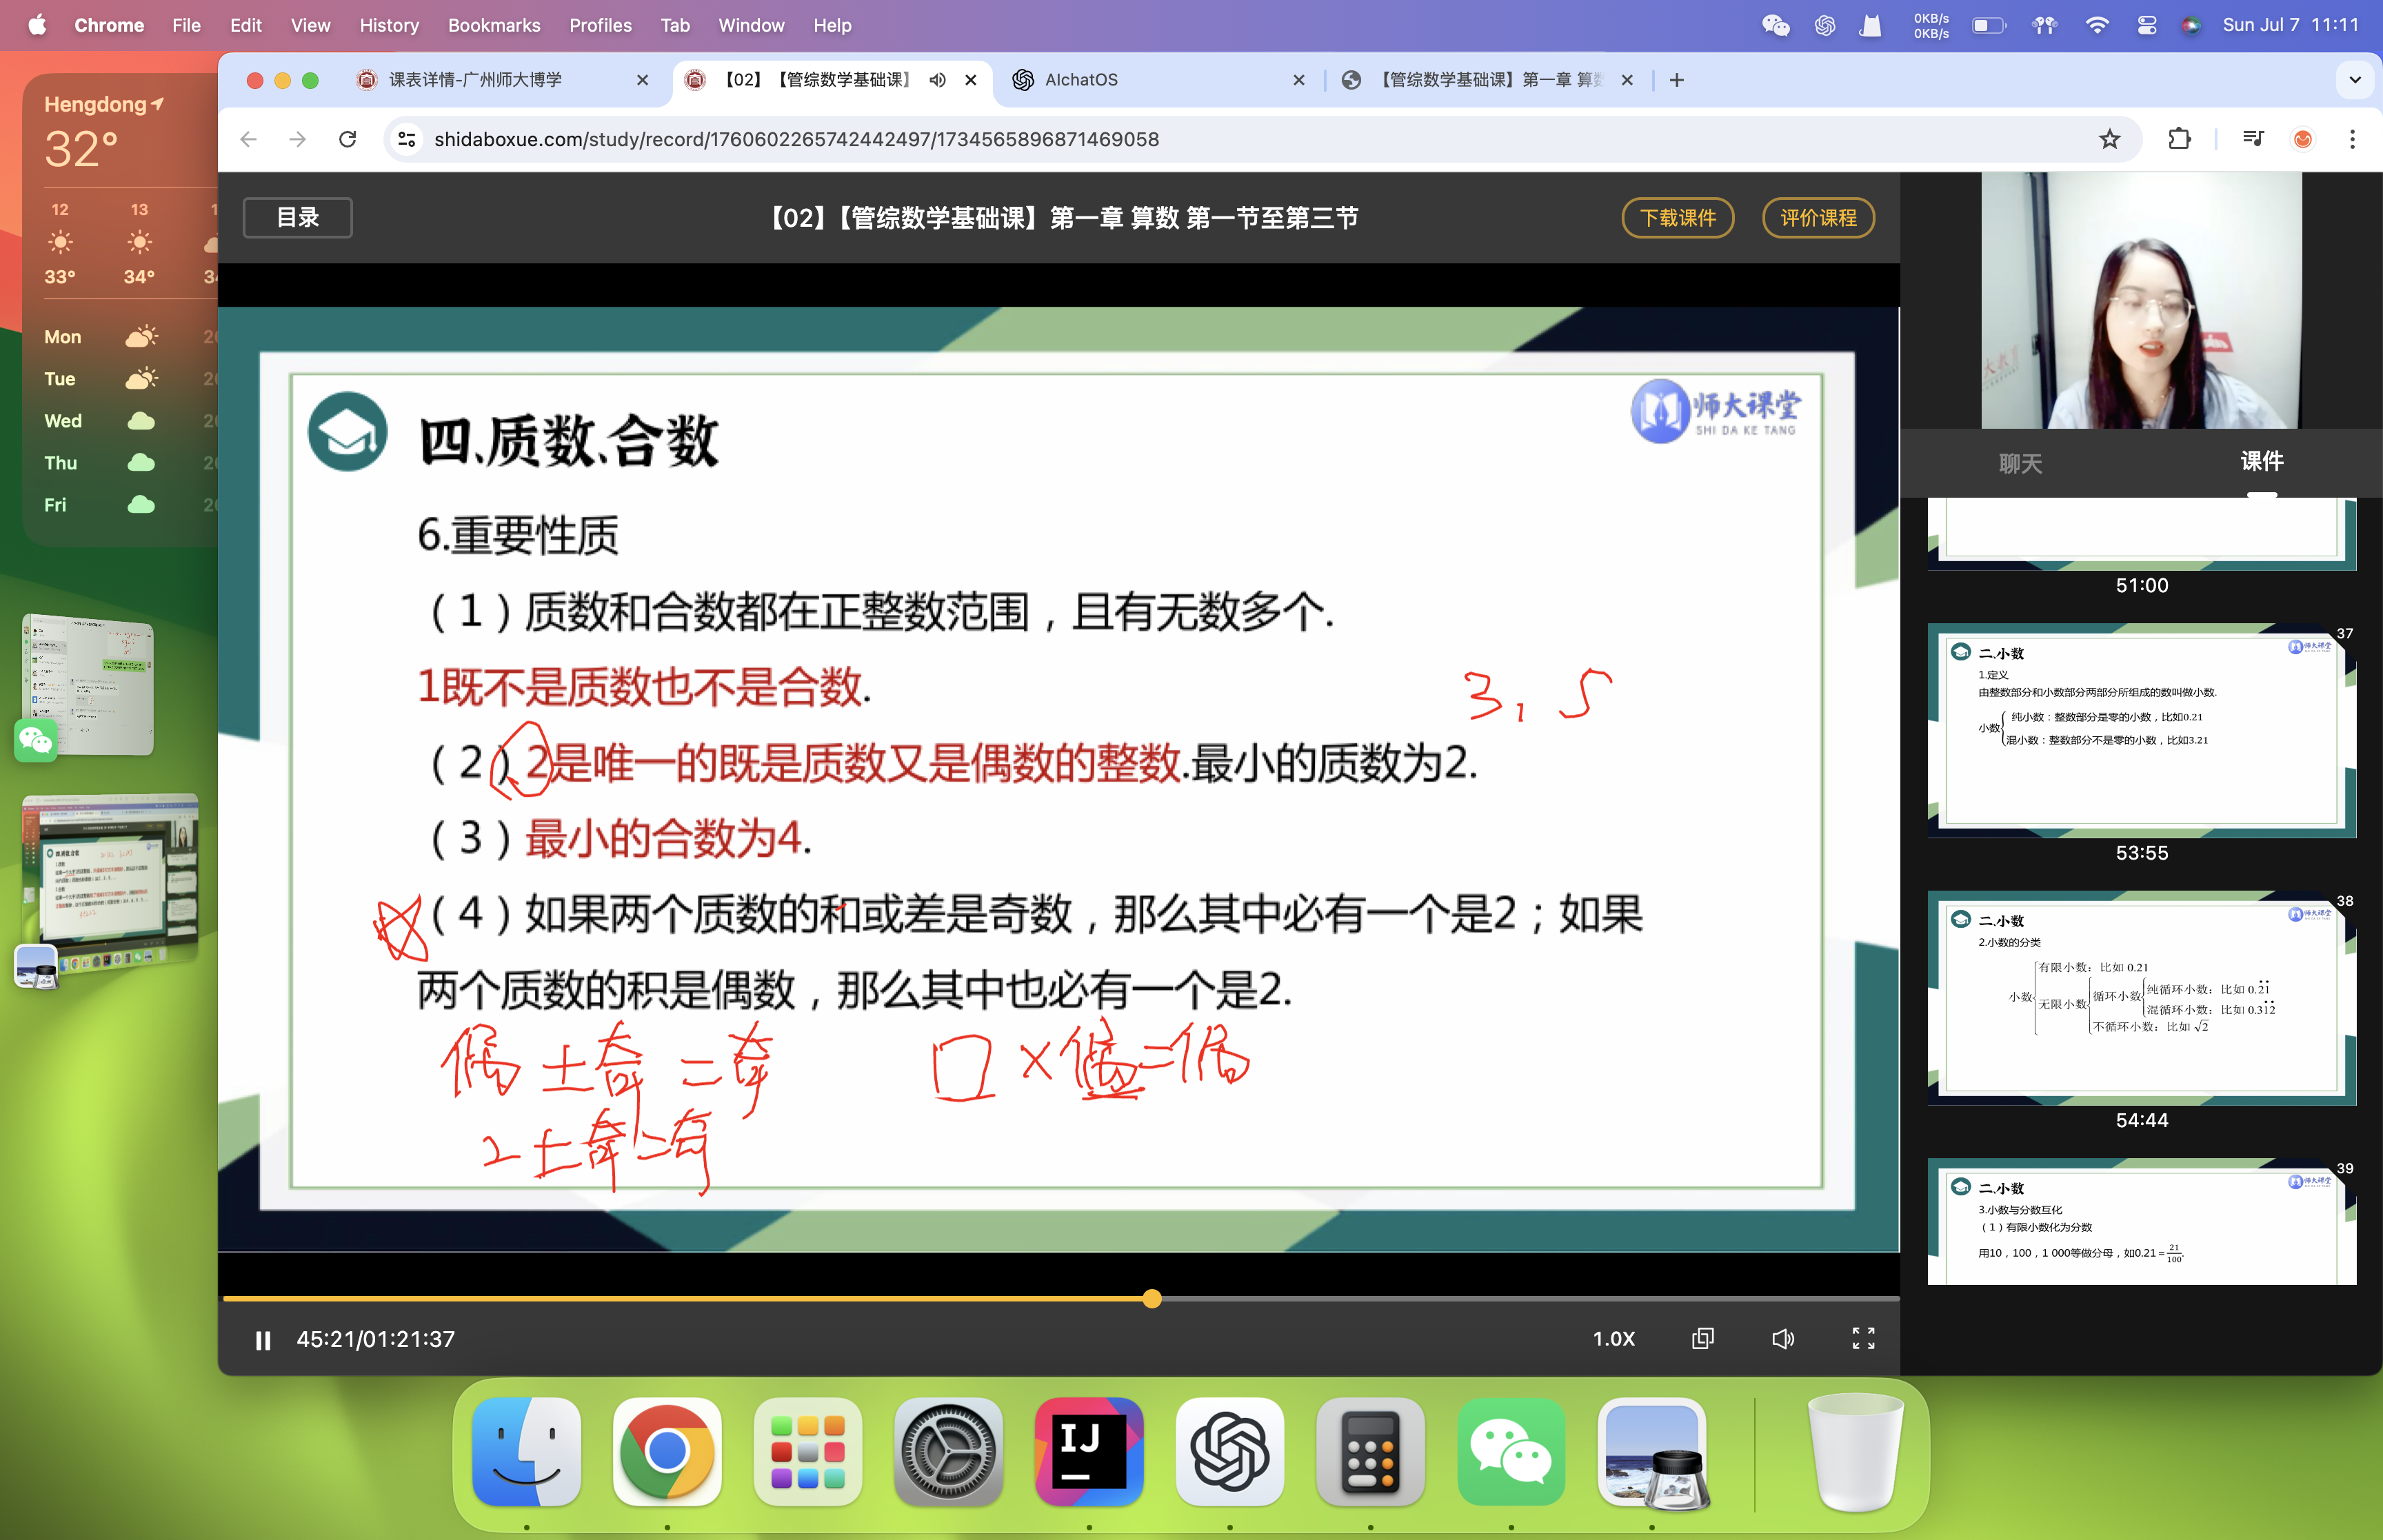 Chrome File Edit View History Bookmarks Profiles Tab Window Help
0KB/s
0KB/s
Sun Jul 7 11:11
Hengdong
32°
12 13
33° 34°
Mon
Tue
Wed
Thu
Fri
课表详情-广州师大博学
【02】【管综数学基础课】
AIchatOS
【管综数学基础课】第一章 算
shidaboxue.com/study/record/1760602265742442497/1734565896871469058
目录
【02】【管综数学基础课】第一章 算数 第一节至第三节
下载课件
评价课程
四.质数、合数
师大课堂
SHI DA KE TANG
6.重要性质
（1）质数和合数都在正整数范围，且有无数多个.
1既不是质数也不是合数.
3, 5
（2）2是唯一的既是质数又是偶数的整数.最小的质数为2.
（3）最小的合数为4.
（4）如果两个质数的和或差是奇数，那么其中必有一个是2；如果
两个质数的积是偶数，那么其中也必有一个是2.
偶±奇=奇
□×偶=偶
2±奇=奇
45:21/01:21:37
1.0X
聊天
课件
51:00
37
二.小数
师大课堂
1.定义
由整数部分和小数部分两部分所组成的数叫做小数.
小数
纯小数：整数部分是零的小数，比如0.21
混小数：整数部分不是零的小数，比如3.21
53:55
38
二.小数
师大课堂
2.小数的分类
有限小数：比如 0.21
小数
无限小数
循环小数
纯循环小数：比如 0.2̇1̇
混循环小数：比如 0.31̇2̇
不循环小数：比如 √2
54:44
39
二.小数
师大课堂
3.小数与分数互化
（1）有限小数化为分数
用10，100，1 000等做分母，如0.21=21/100.
IJ